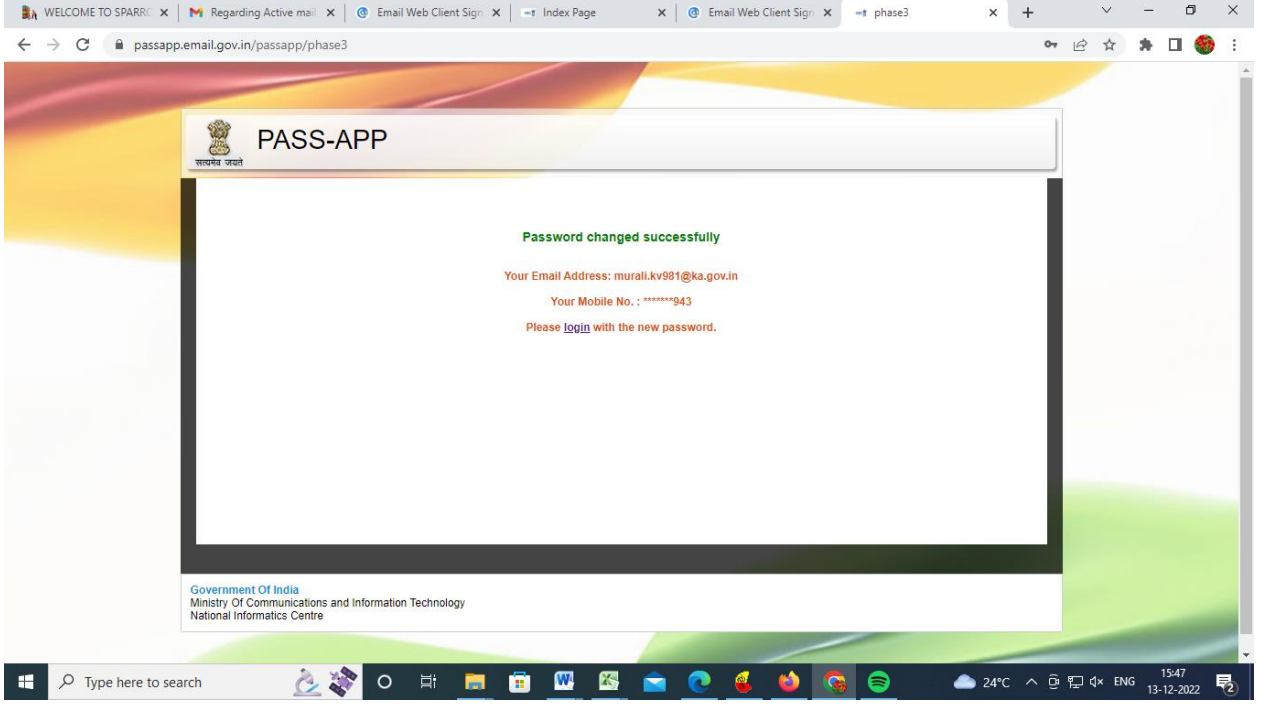 WELCOME TO SPARRO
Regarding Active mail
Email Web Client Sign
Index Page
Email Web Client Sign
phase3
passapp.email.gov.in/passapp/phase3
सत्यमेव जयते
PASS-APP
Password changed successfully
Your Email Address: murali.kv981@ka.gov.in
Your Mobile No. : *******943
Please login with the new password.
Government Of India
Ministry Of Communications and Information Technology
National Informatics Centre
Type here to search
24°C
ENG
15:47
13-12-2022
2